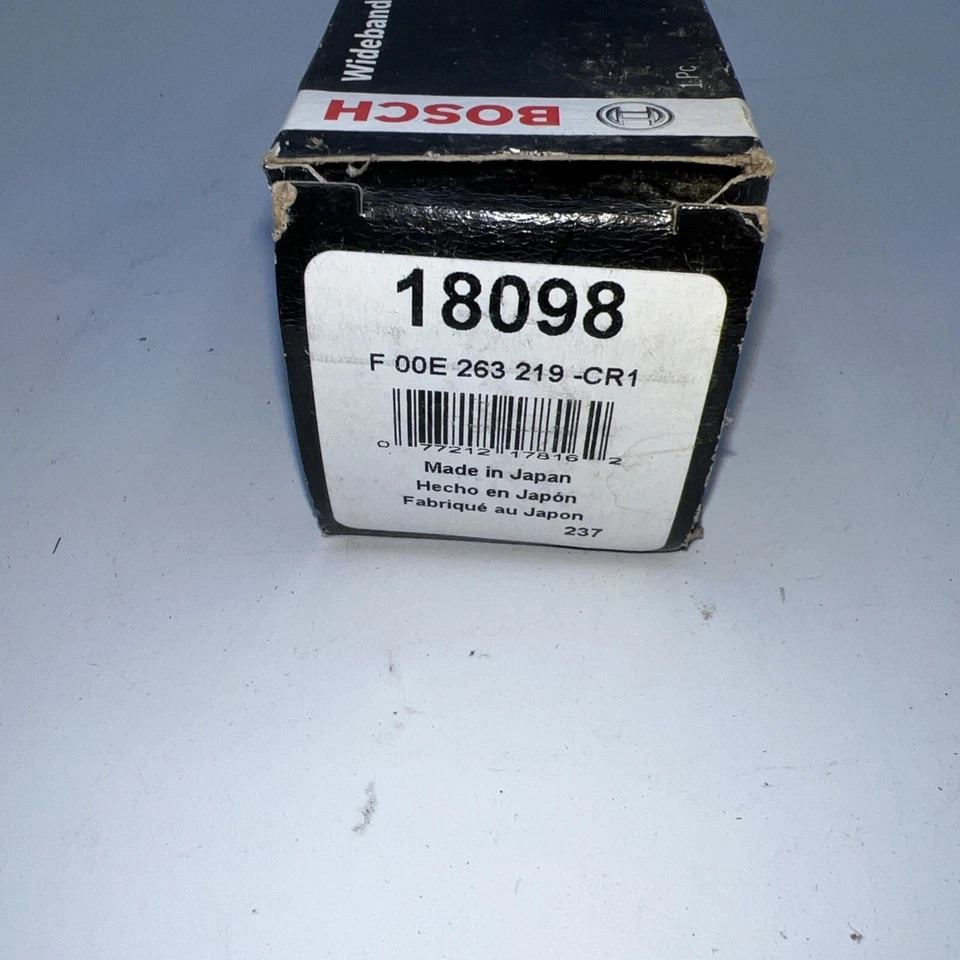 Wideband
1 Pc
BOSCH
18098
F 00E 263 219 -CR1
0 77212 17816 2
Made in Japan
Hecho en Japón
Fabriqué au Japon
237